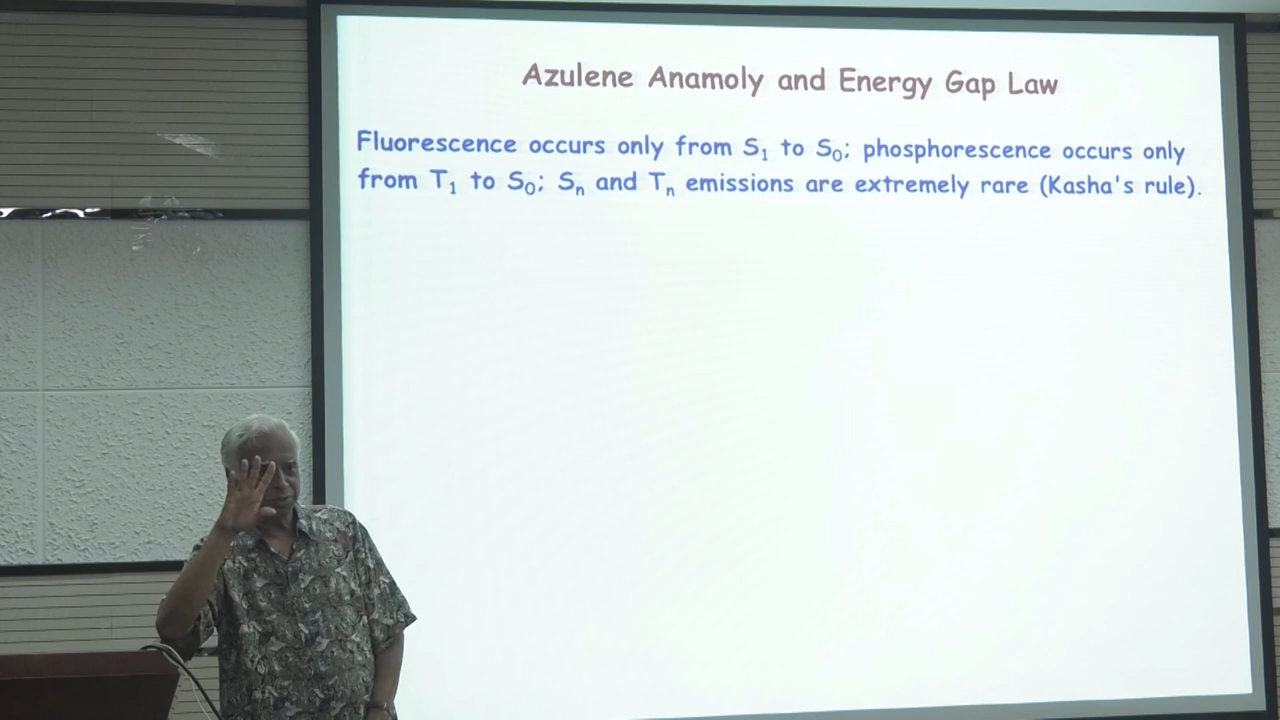 Azulene Anamoly and Energy Gap Law
Fluorescence occurs only from S₁ to S₀; phosphorescence occurs only
from T₁ to S₀; Sₙ and Tₙ emissions are extremely rare (Kasha's rule).